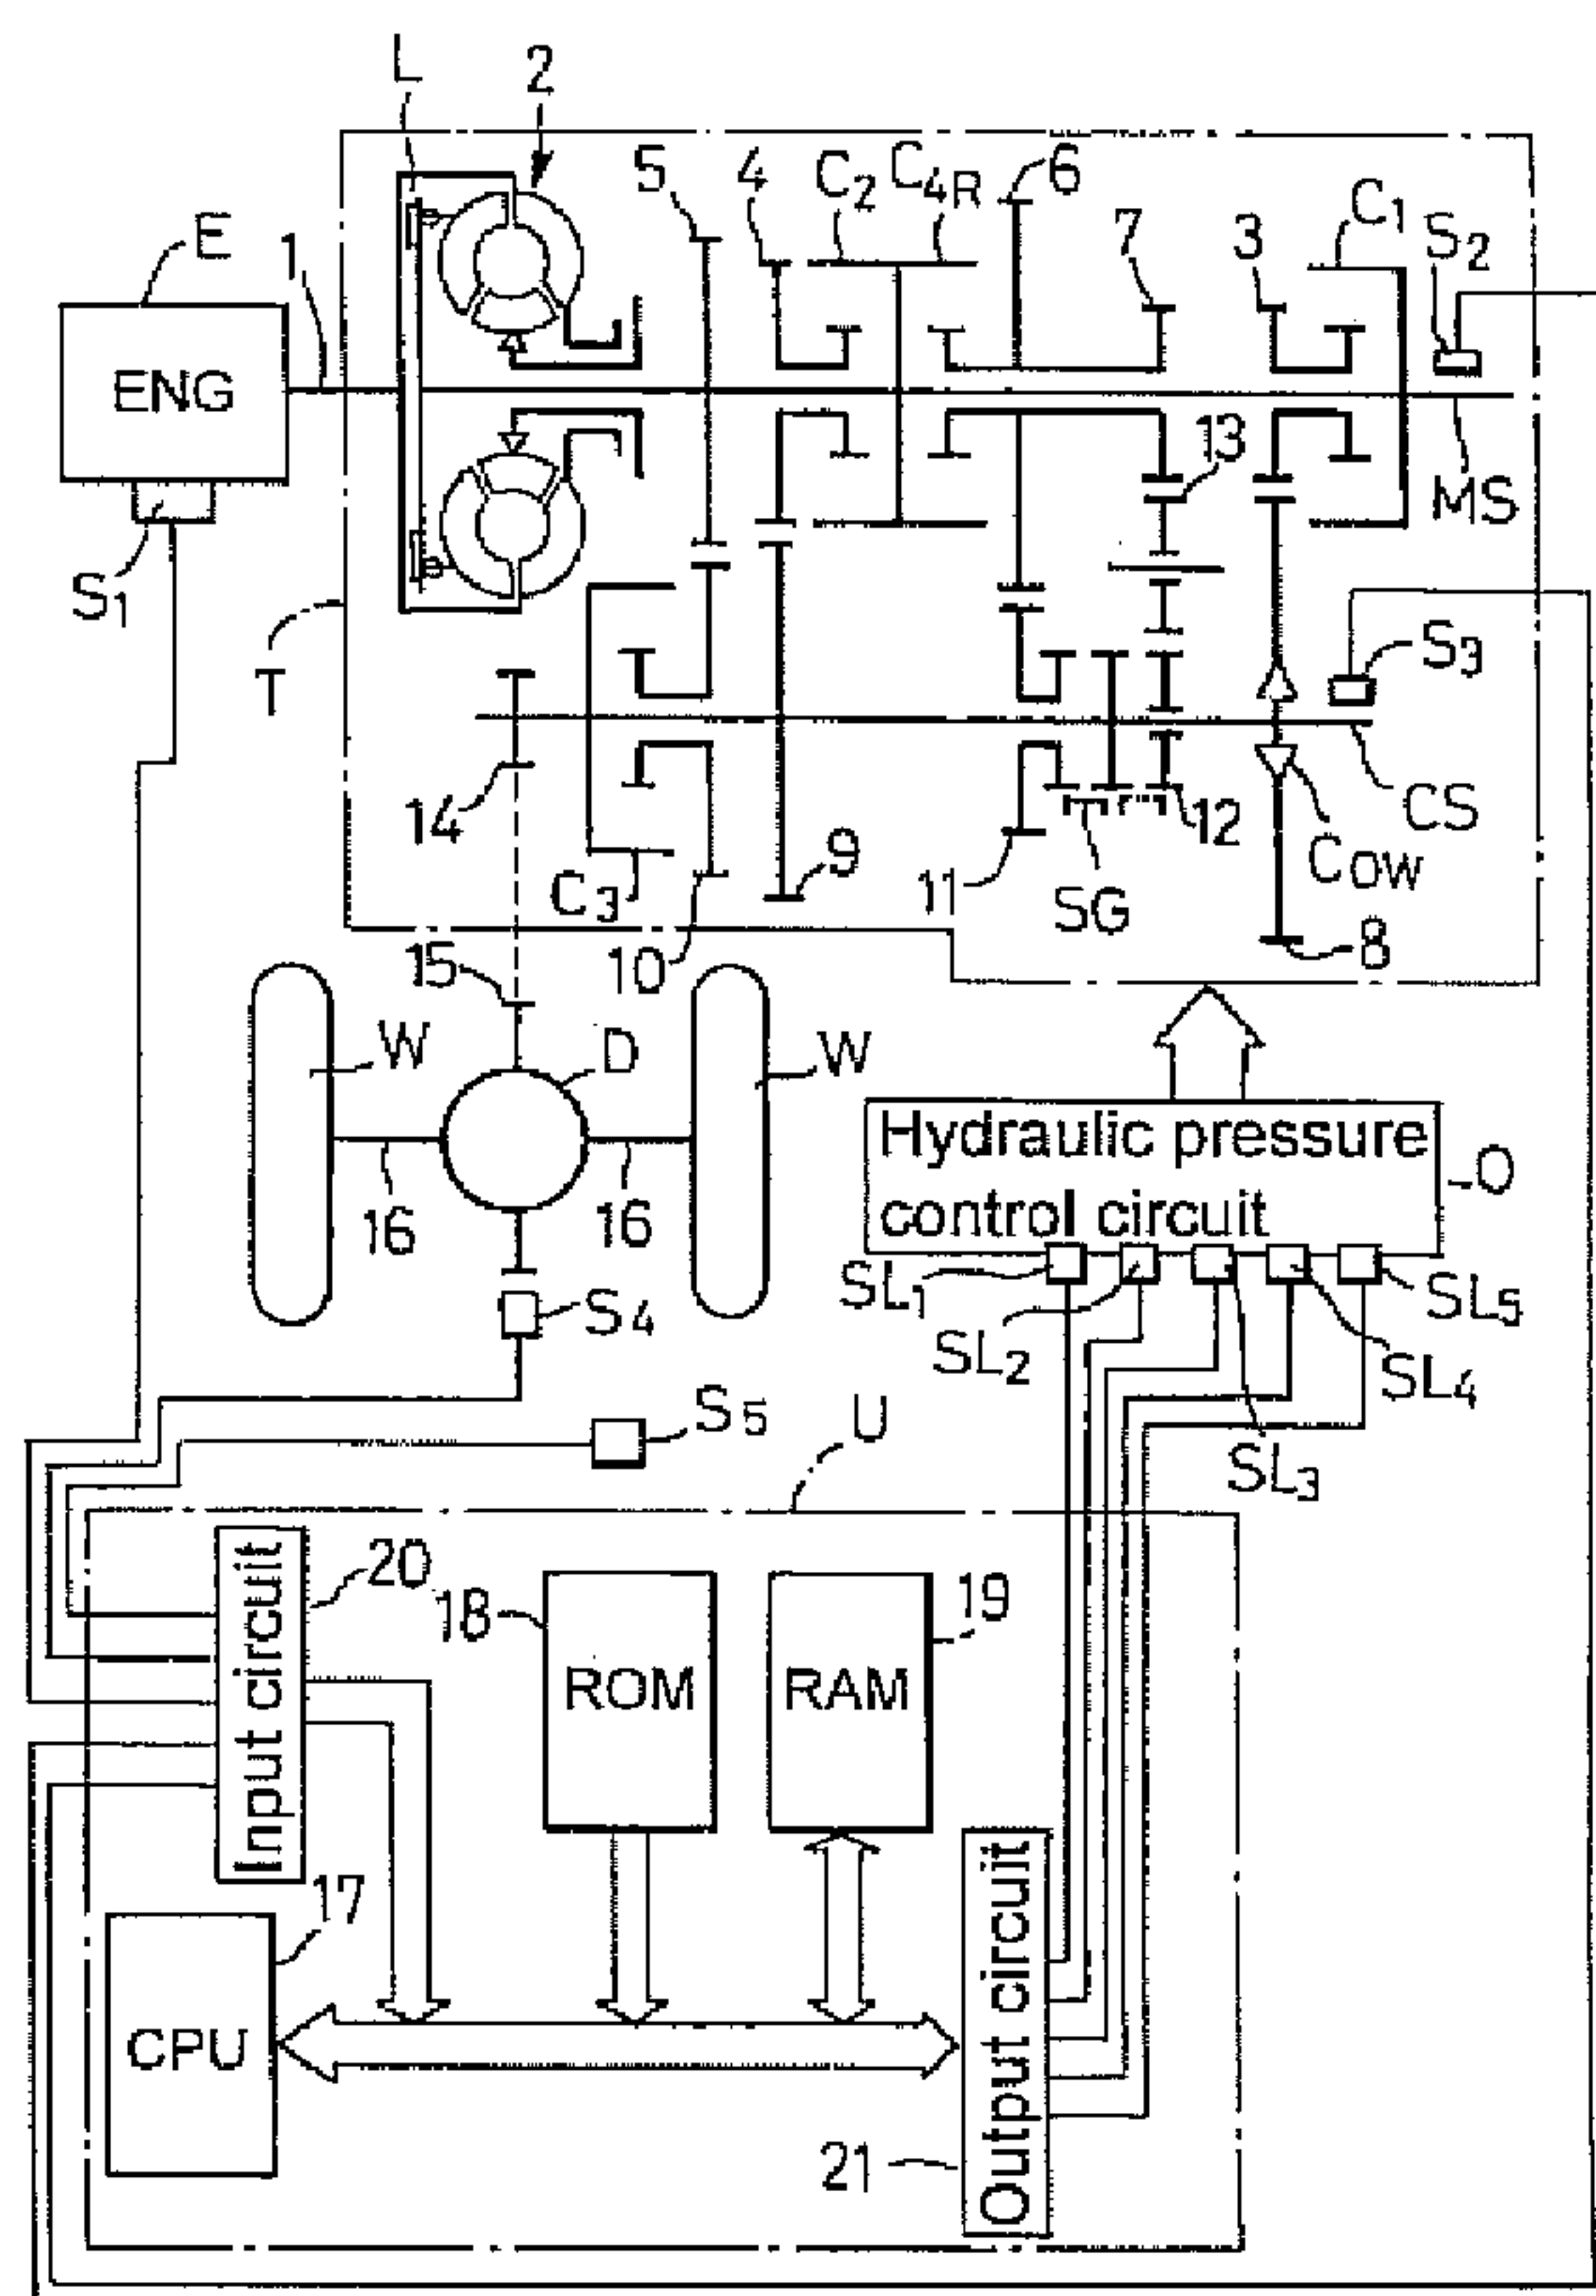 L
2
5
4
C2
C4R
6
7
3
C1
S2
E
1
ENG
13
MS
S1
T
S3
14
C3
10
9
11
SG
12
COW
CS
8
15
W
D
W
16
16
Hydraulic pressure
control circuit
O
SL1
SL2
SL3
SL4
SL5
S4
S5
U
Input circuit
20
18
ROM
19
RAM
17
CPU
Output circuit
21